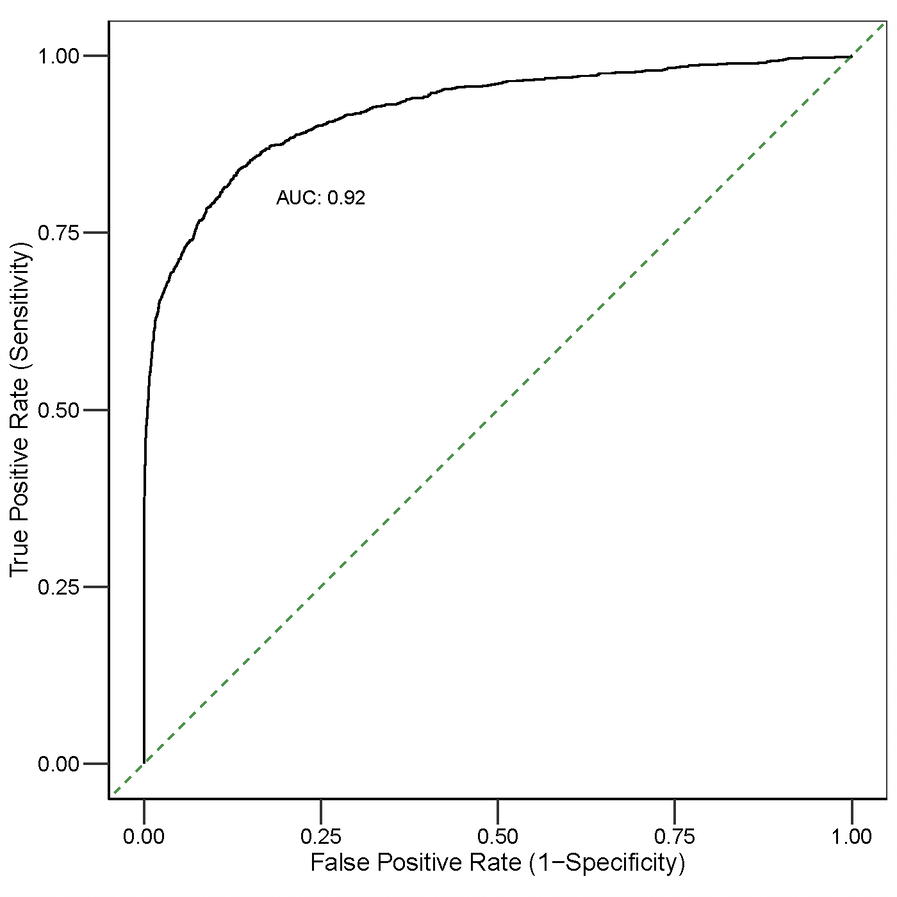 1.00
0.75
0.50
0.25
0.00
True Positive Rate (Sensitivity)
AUC: 0.92
0.00 0.25 0.50 0.75 1.00
False Positive Rate (1−Specificity)